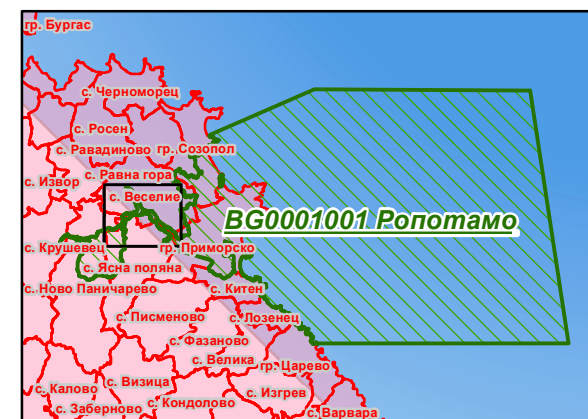 гр. Бургас
с. Черноморец
с. Росен
с. Равадиново гр. Созопол
с. Равна гора
с. Извор
с. Веселие
BG0001001 Ропотамо
с. Крушевец
гр. Приморско
с. Ясна поляна
с. Ново Паничарево
с. Китен
с. Писменово
с. Лозенец
с. Фазаново
с. Велика
гр. Царево
с. Визица
с. Калово
с. Изгрев
с. Кондолово
с. Заберново
с. Варвара